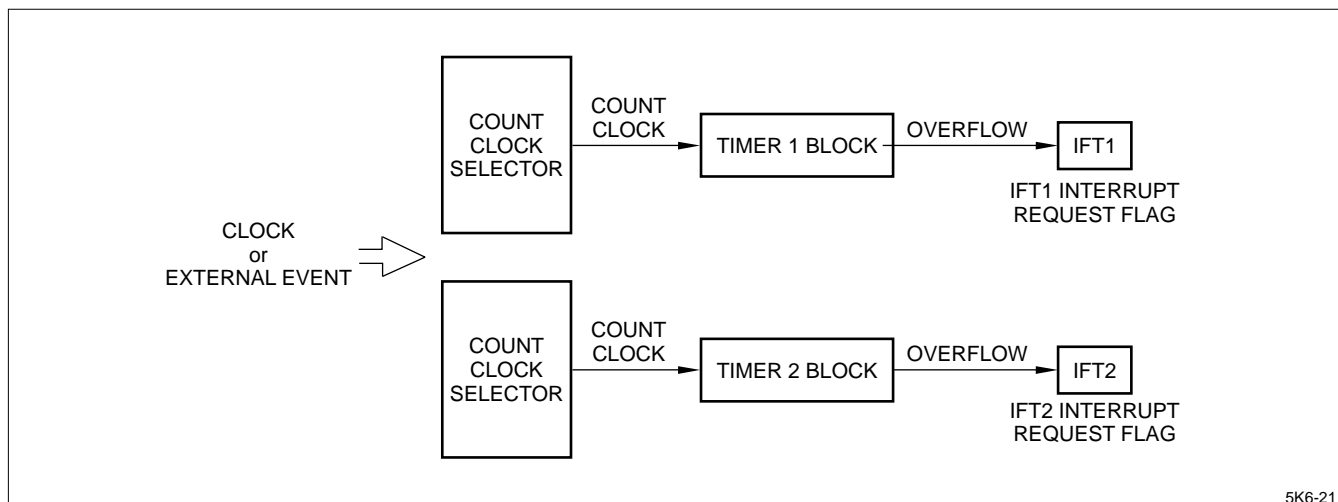 COUNT
CLOCK
SELECTOR
COUNT
CLOCK
TIMER 1 BLOCK
OVERFLOW
IFT1
IFT1 INTERRUPT
REQUEST FLAG
CLOCK
or
EXTERNAL EVENT
COUNT
CLOCK
SELECTOR
COUNT
CLOCK
TIMER 2 BLOCK
OVERFLOW
IFT2
IFT2 INTERRUPT
REQUEST FLAG
5K6-21